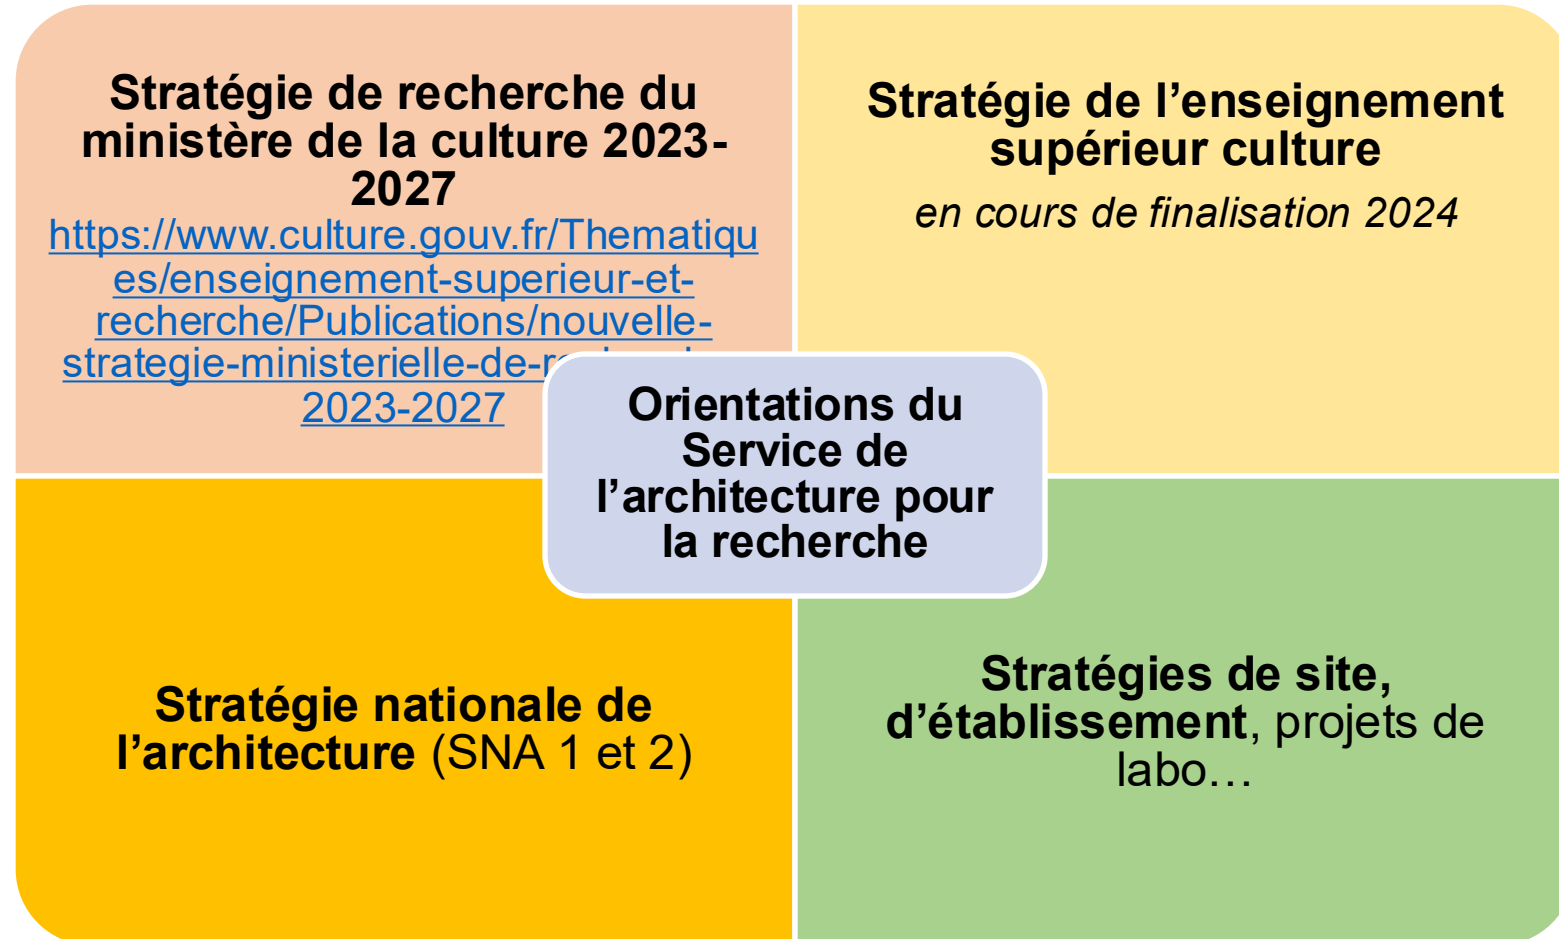 Stratégie de recherche du
ministère de la culture 2023-
2027
https://www.culture.gouv.fr/Thematiqu
es/enseignement-superieur-et-
recherche/Publications/nouvelle-
strategie-ministerielle-de-
2023-2027
Stratégie de l’enseignement
supérieur culture
en cours de finalisation 2024
Orientations du
Service de
l’architecture pour
la recherche
Stratégie nationale de
l’architecture (SNA 1 et 2)
Stratégies de site,
d’établissement, projets de
labo…